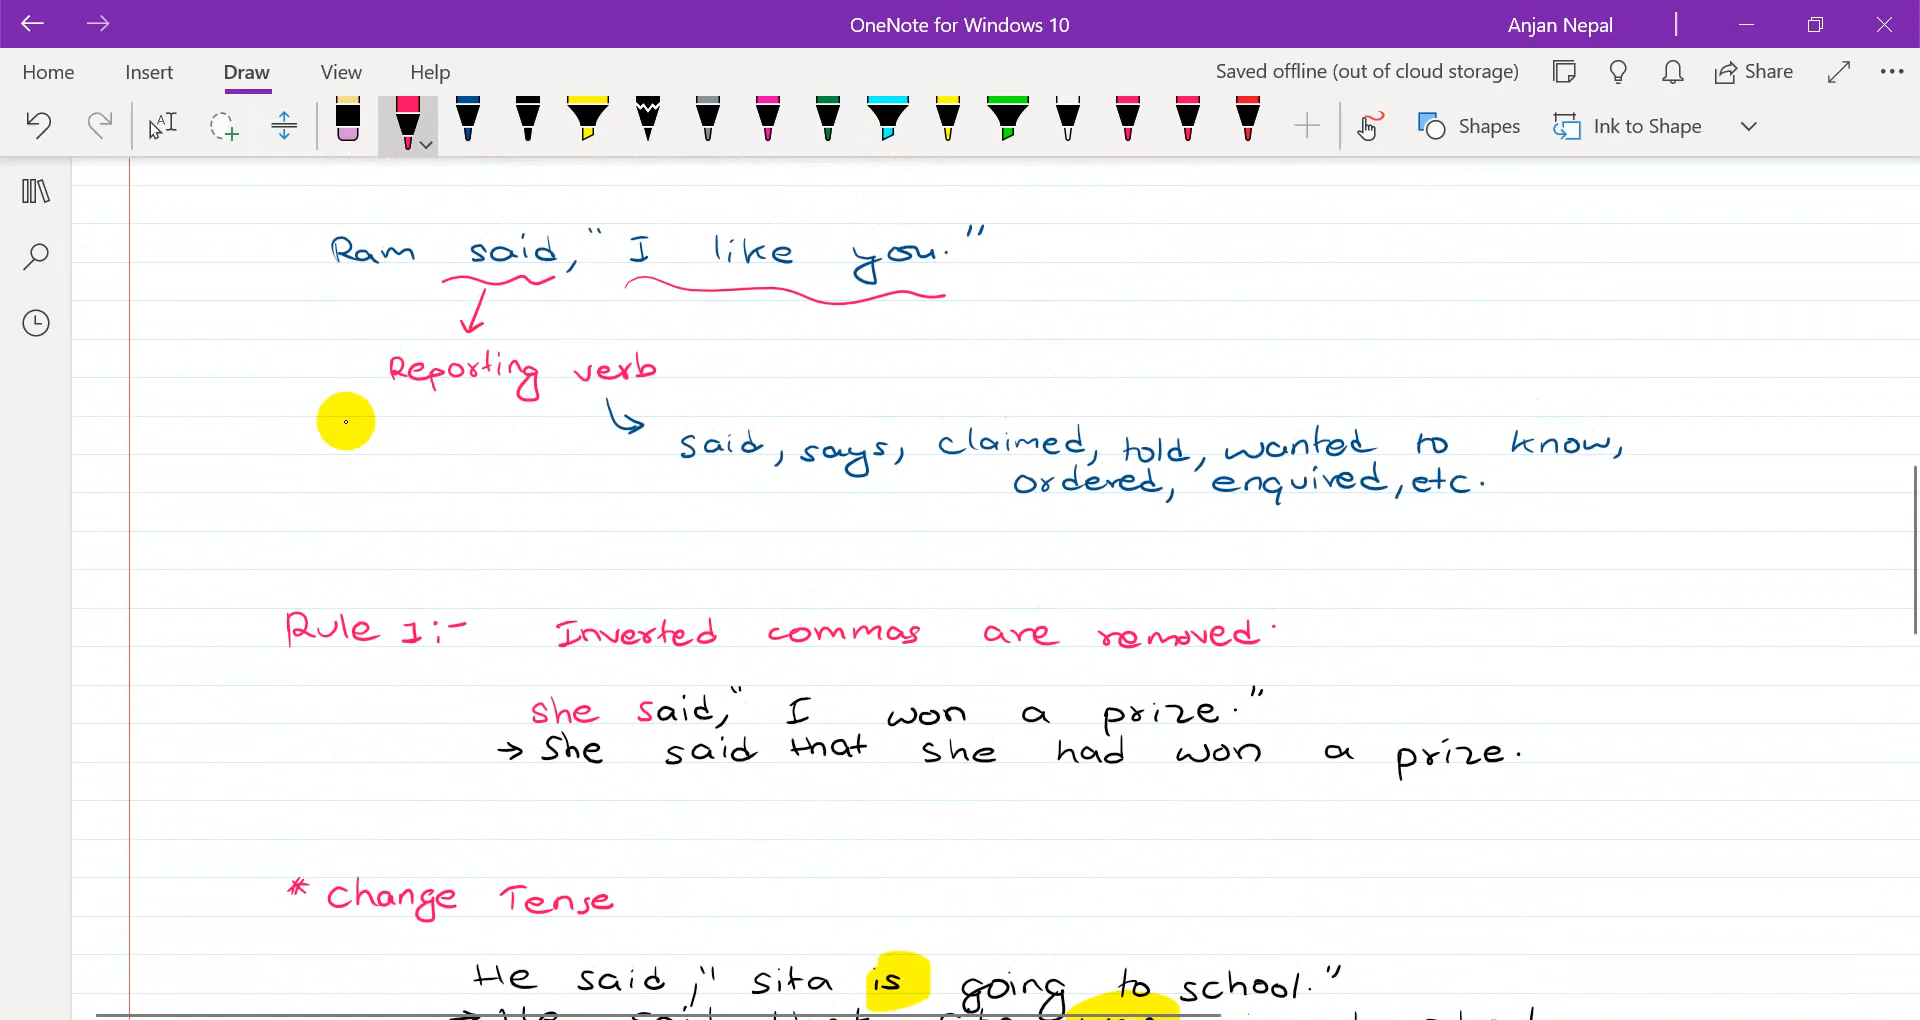 OneNote for Windows 10
Anjan Nepal
Home Insert Draw View Help
Saved offline (out of cloud storage)
Share
Shapes
Ink to Shape
Ram said, " I like you. "
Reporting verb
said, says, claimed, told, wanted to know,
ordered, enquired, etc.
Rule 1:- Inverted commas are removed.
She said, " I won a prize. "
→ She said that she had won a prize.
* Change Tense
He said, " sita is going to school. "
→ He said that